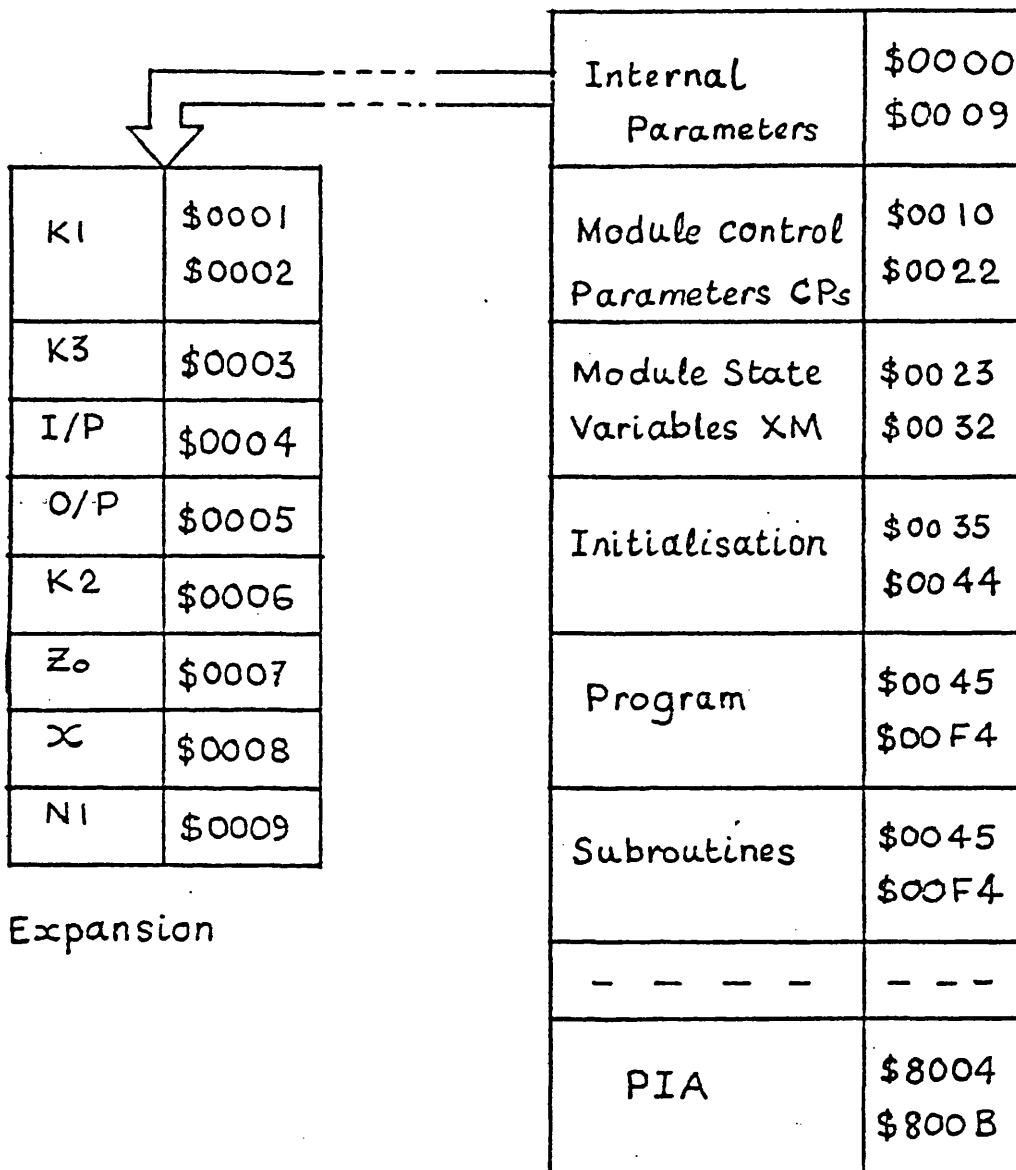 Internal $0000
Parameters $0009
Module control $0010
Parameters CPs $0022
Module State $0023
Variables XM $0032
Initialisation $0035
$0044
Program $0045
$00F4
Subroutines $0045
$00F4
PIA $8004
$800B
K1 $0001
$0002
K3 $0003
I/P $0004
O/P $0005
K2 $0006
Zo $0007
x $0008
N1 $0009
Expansion